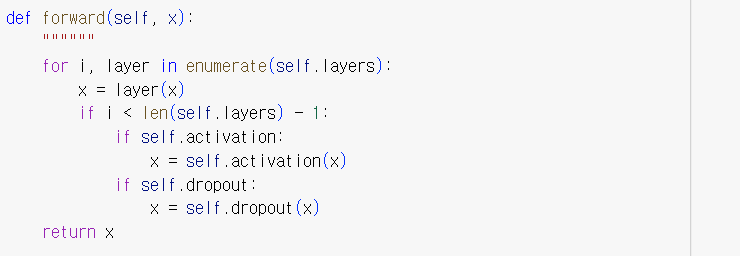 def forward(self, x):
    """"""
    for i, layer in enumerate(self.layers):
        x = layer(x)
        if i < len(self.layers) - 1:
            if self.activation:
                x = self.activation(x)
            if self.dropout:
                x = self.dropout(x)
    return x